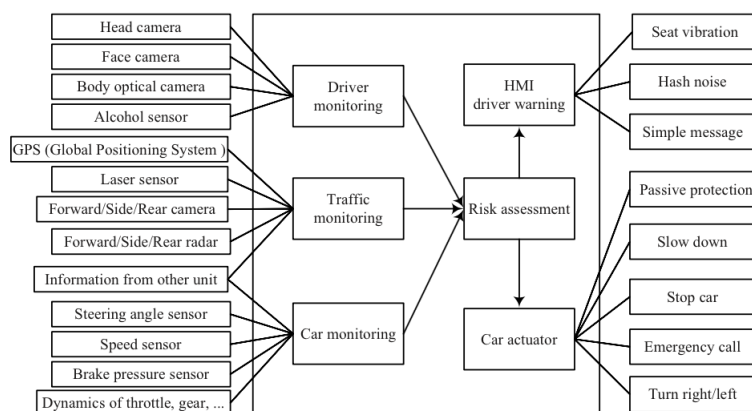 Head camera
Face camera
Body optical camera
Alcohol sensor
GPS (Global Positioning System )
Laser sensor
Forward/Side/Rear camera
Forward/Side/Rear radar
Information from other unit
Steering angle sensor
Speed sensor
Brake pressure sensor
Dynamics of throttle, gear, ...
Driver
monitoring
Traffic
monitoring
Car monitoring
HMI
driver warning
Risk assessment
Car actuator
Seat vibration
Hash noise
Simple message
Passive protection
Slow down
Stop car
Emergency call
Turn right/left